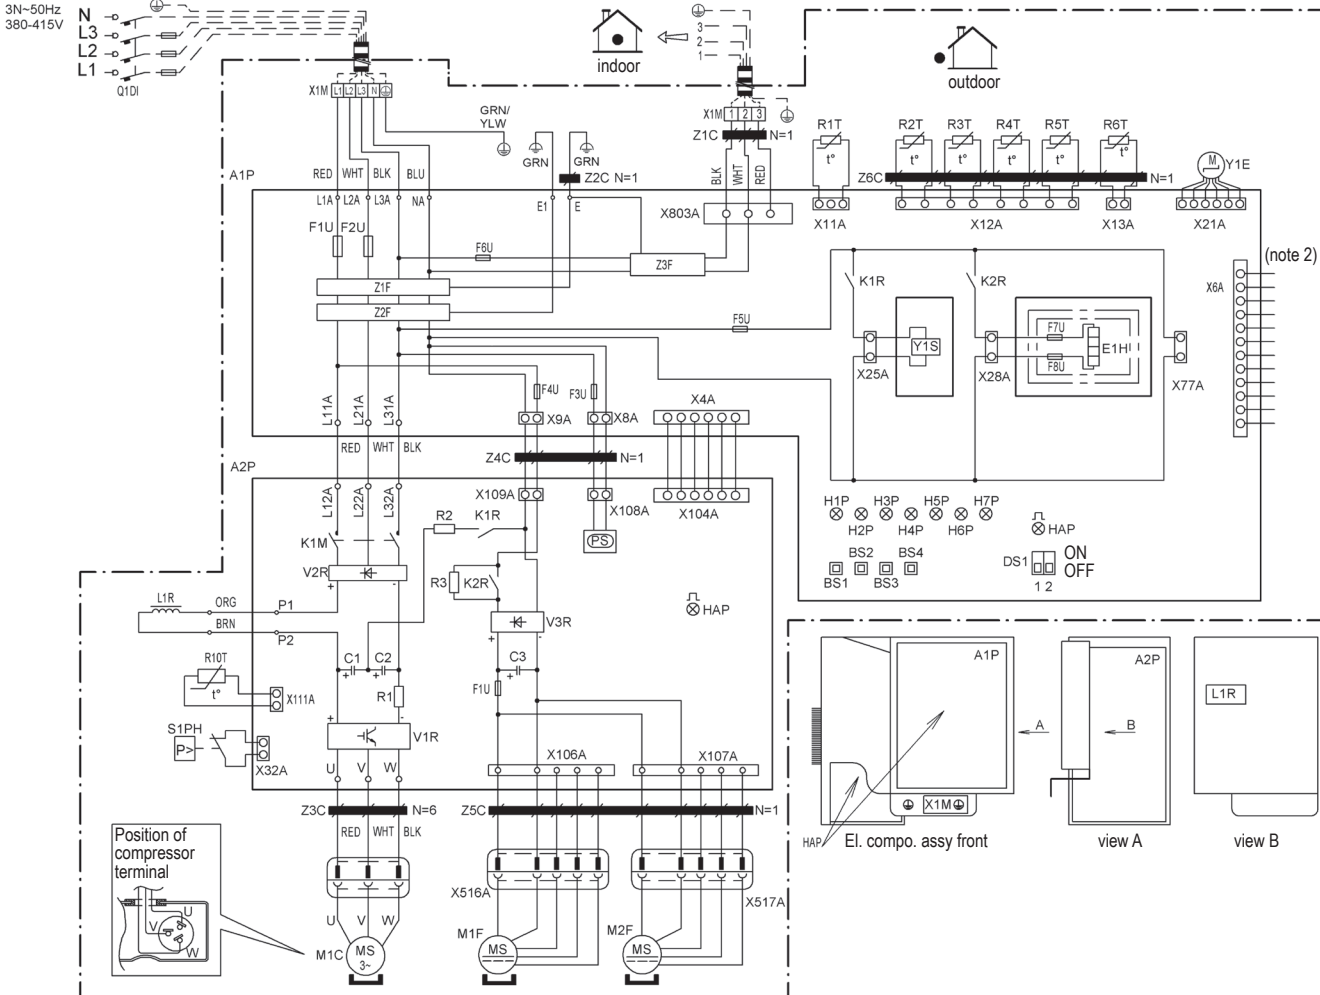 3N~50Hz
380-415V
N
L3
L2
L1
Q1DI
indoor
3
2
1
outdoor
X1M L1 L2 L3 N
GRN/
YLW
GRN
GRN
Z2C N=1
X1M 1 2 3
Z1C N=1
R1T
t°
R2T R3T R4T R5T R6T
t° t° t° t° t°
Z6C N=1
M
1~
Y1E
A1P
RED WHT BLK BLU
BLK WHT RED
L1A L2A L3A NA
E1 E
X803A
X11A
X12A
X13A
X21A
F1U F2U
F6U
Z3F
Z1F
Z2F
F5U
K1R
K2R
(note 2)
X6A
Y1S
X25A
F7U
F8U
E1H
X28A
X77A
F4U
F3U
L11A L21A L31A
X9A
X8A
X4A
RED WHT BLK
Z4C N=1
A2P
L12A L22A L32A
X109A
X108A
X104A
PS
R2 K1R
K1M
V2R
+ -
R3 K2R
V3R
+ -
HAP
H1P H3P H5P H7P
H2P H4P H6P
HAP
BS2 BS4
BS1 BS3
DS1
ON
OFF
1 2
L1R
ORG
BRN
P1
P2
C1 C2
+ +
R1
C3
+
F1U
R10T
t°
X111A
S1PH
P>
X32A
+ -
V1R
U V W
X106A
X107A
Z3C N=6
Z5C N=1
RED WHT BLK
X516A
X517A
U V W
M1C
MS
3~
M1F
MS
M2F
MS
Position of
compressor
terminal
U
V
W
A1P
A
X1M
HAP
El. compo. assy front
A2P
B
view A
L1R
view B